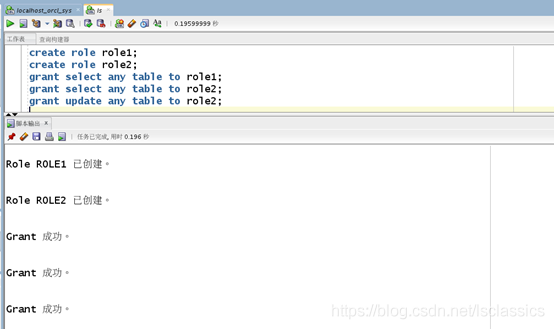 localhost_orcl_sys × ls ×
0.19599999 秒
工作表 查询构建器
create role role1;
create role role2;
grant select any table to role1;
grant select any table to role2;
grant update any table to role2;
脚本输出 ×
任务已完成, 用时 0.196 秒
Role ROLE1 已创建。
Role ROLE2 已创建。
Grant 成功。
Grant 成功。
Grant 成功。
https://blog.csdn.net/lsclassics